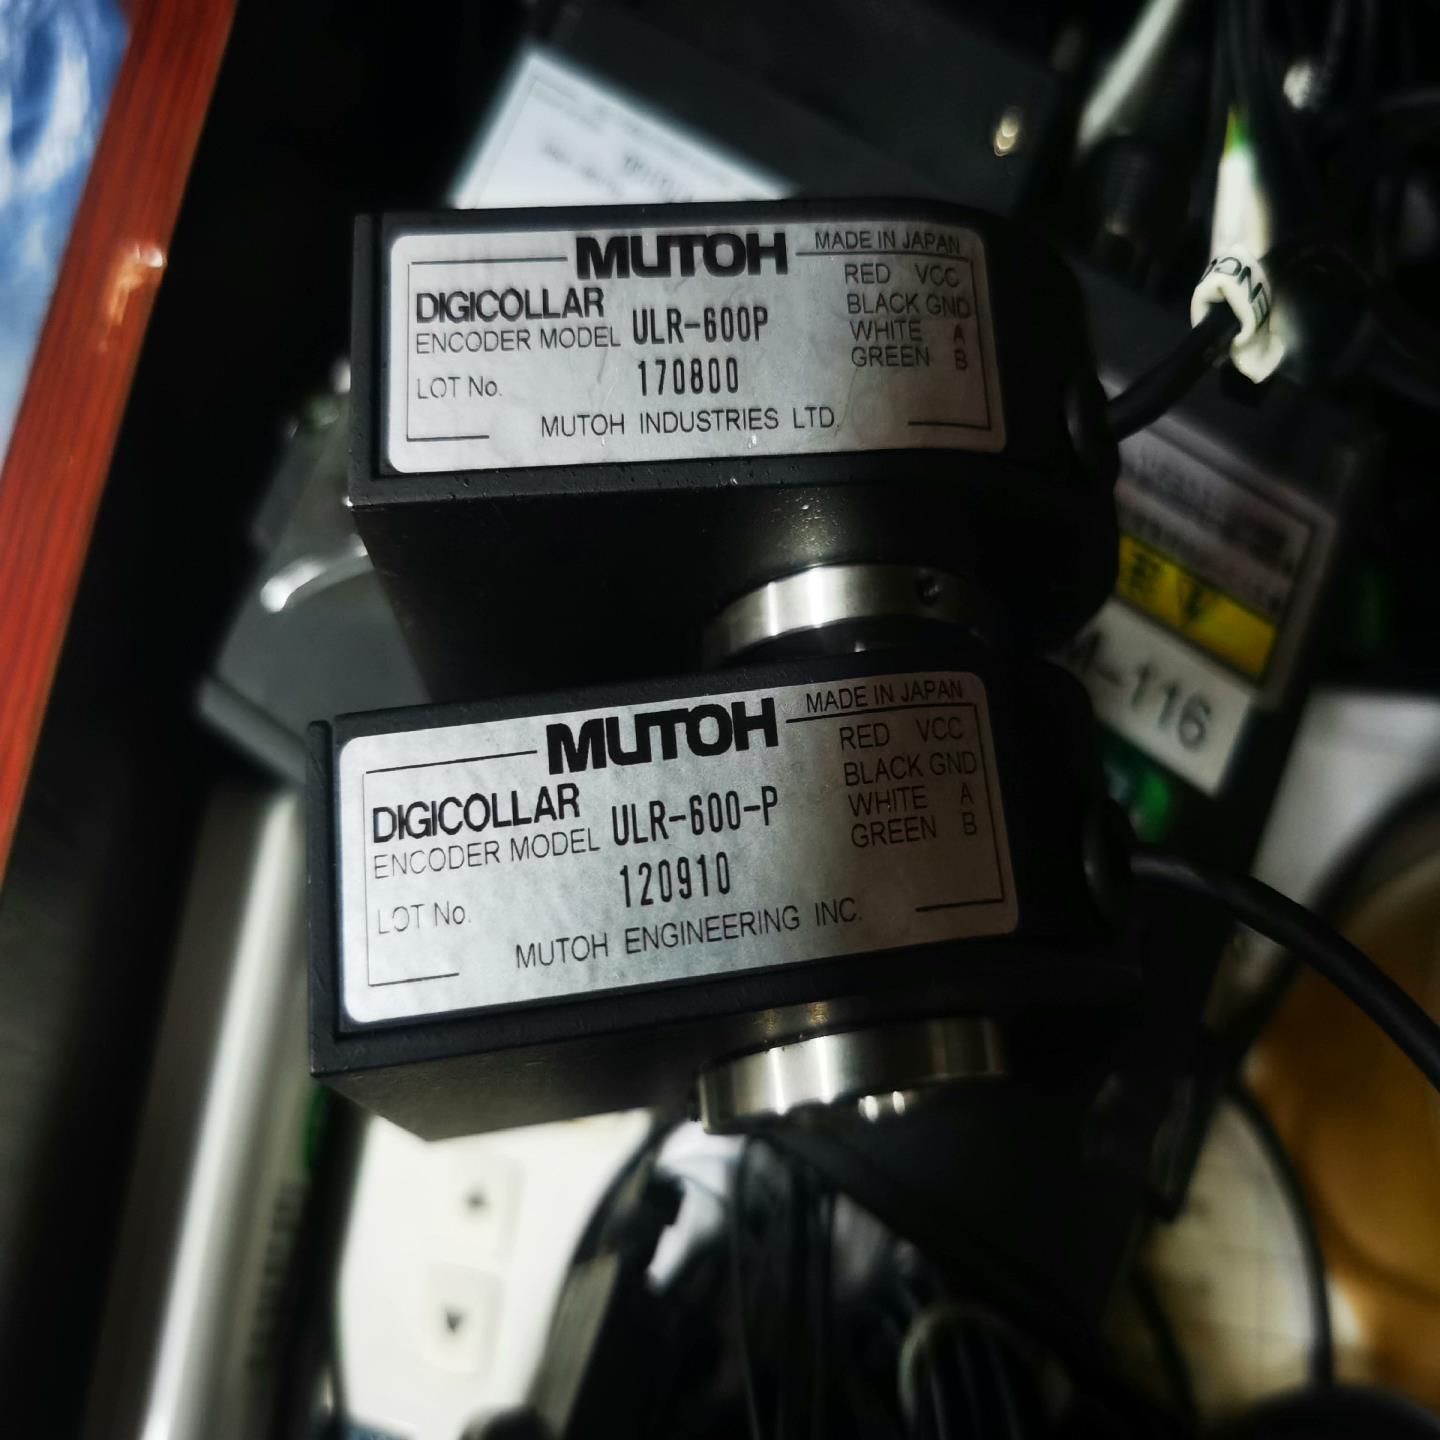 MUTOH
MADE IN JAPAN
DIGICOLLAR
ENCODER MODEL ULR-600P
LOT No. 170800
MUTOH INDUSTRIES LTD.
RED VCC
BLACK GND
WHITE A
GREEN B
MUTOH
MADE IN JAPAN
DIGICOLLAR
ENCODER MODEL ULR-600-P
LOT No. 120910
MUTOH ENGINEERING INC.
RED VCC
BLACK GND
WHITE A
GREEN B
-116